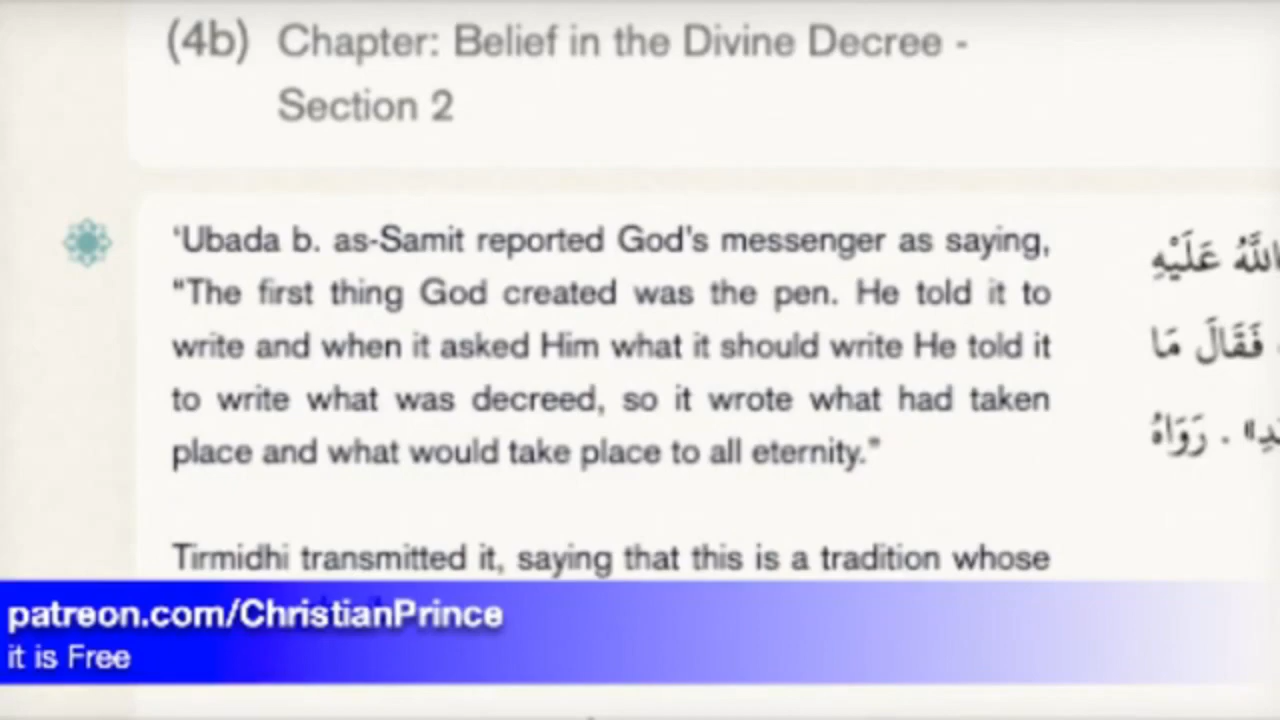 (4b) Chapter: Belief in the Divine Decree -
Section 2
‘Ubada b. as-Samit reported God's messenger as saying,
"The first thing God created was the pen. He told it to
write and when it asked Him what it should write He told it
to write what was decreed, so it wrote what had taken
place and what would take place to all eternity.”
Tirmidhi transmitted it, saying that this is a tradition whose
اللَّهُ عَلَيْهِ
فَقَالَ مَا
رَوَاهُ
patreon.com/ChristianPrince
it is Free